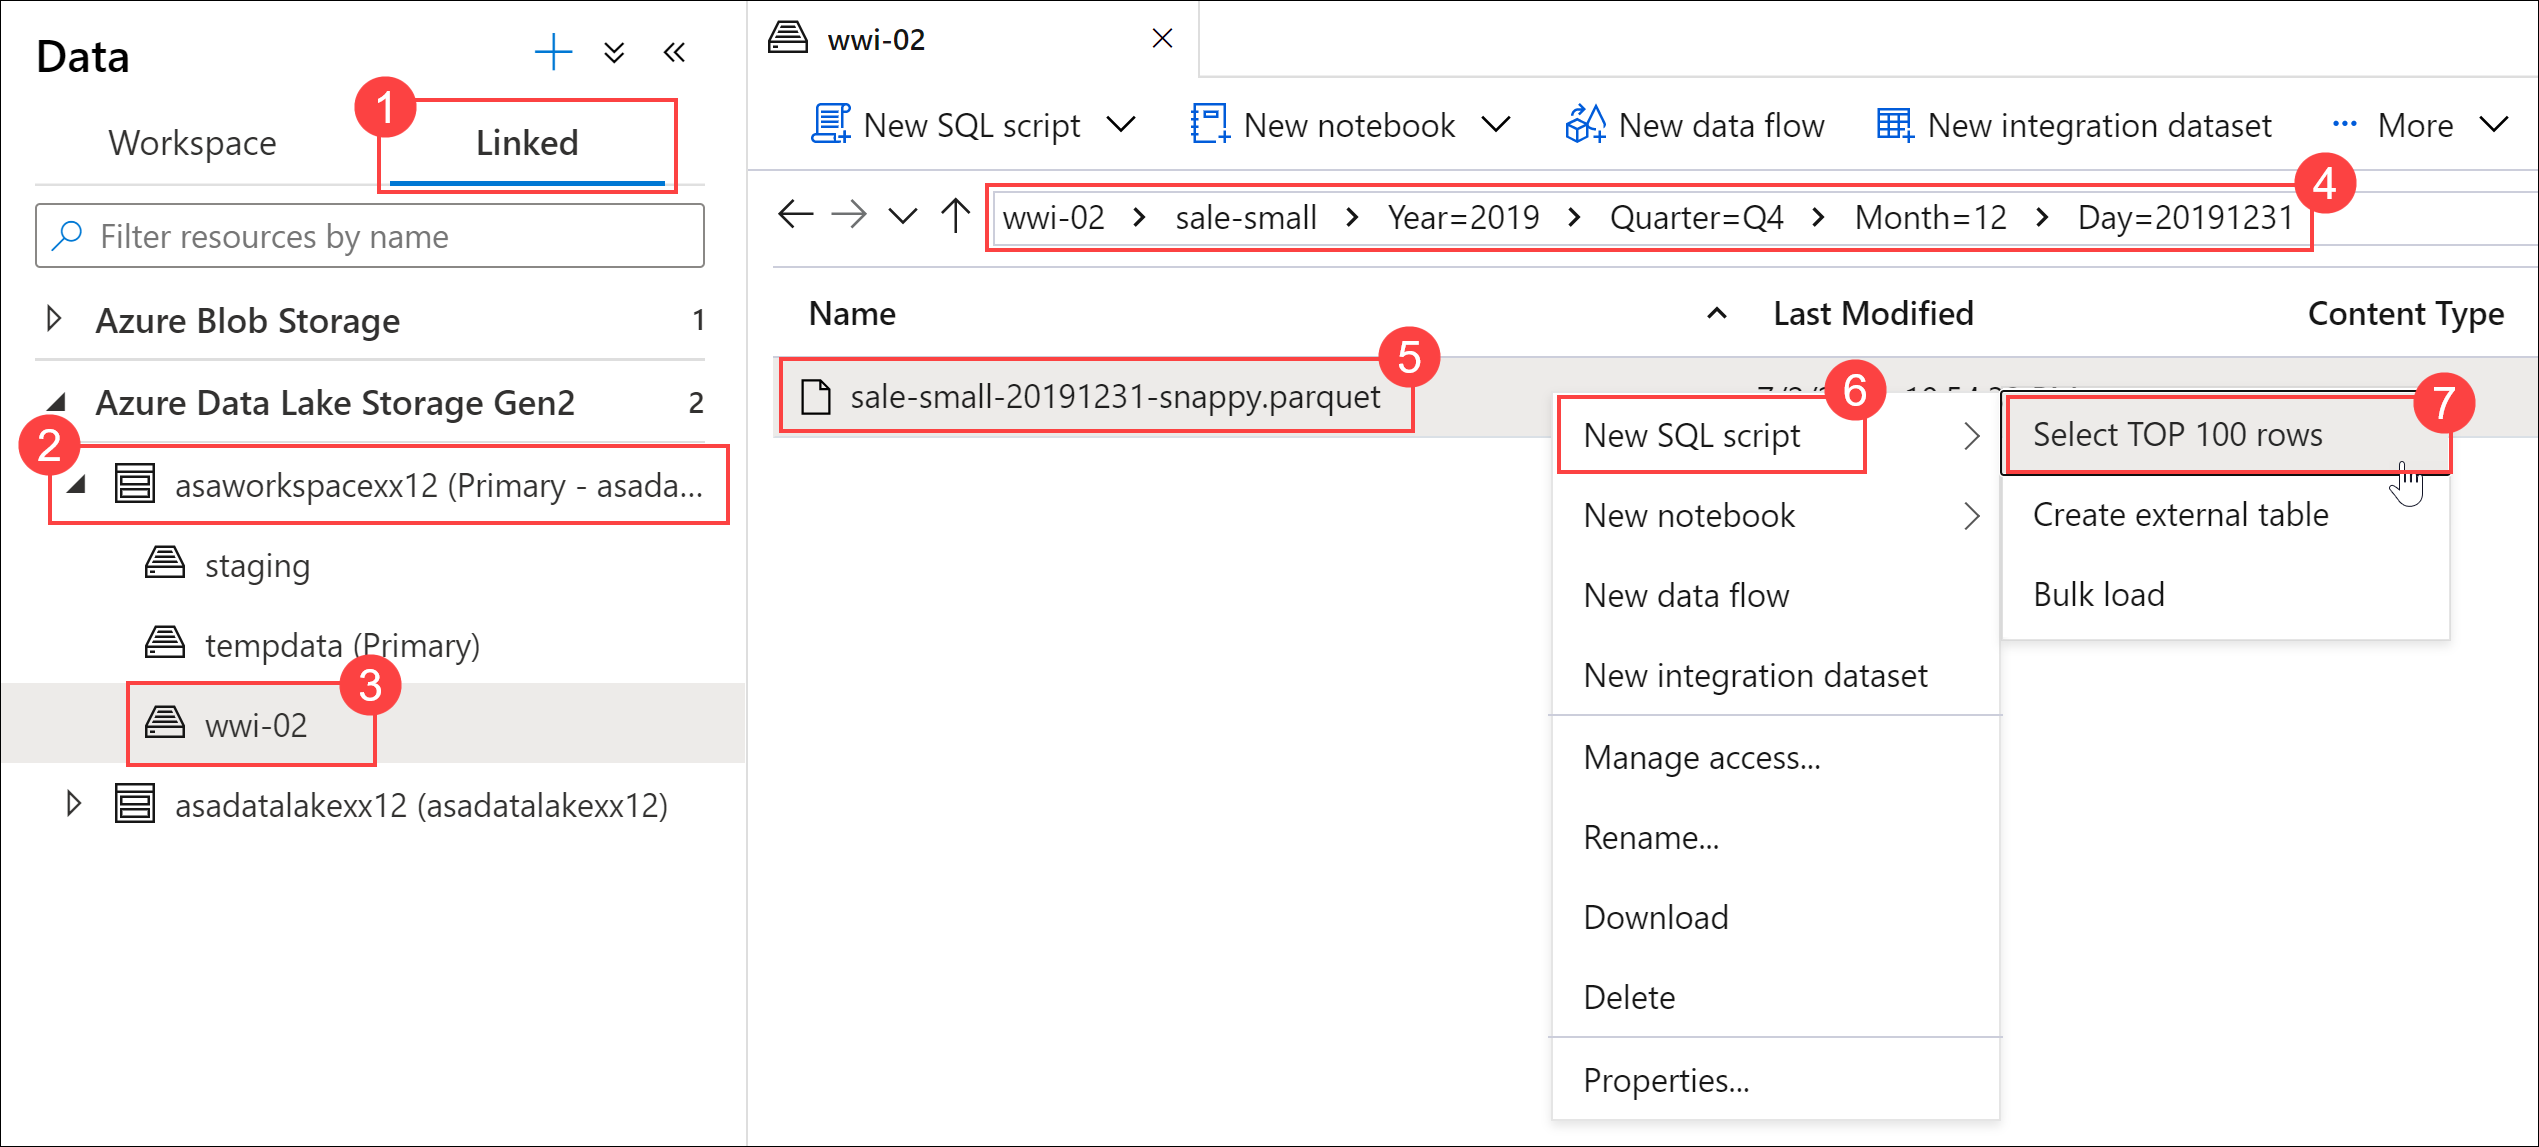 Data
1
Workspace
Linked
Filter resources by name
Azure Blob Storage 1
Azure Data Lake Storage Gen2 2
2
asaworkspacexx12 (Primary - asada...
staging
tempdata (Primary)
3
wwi-02
asadatalakexx12 (asadatalakexx12)
wwi-02
New SQL script New notebook New data flow New integration dataset ... More
4
wwi-02 > sale-small > Year=2019 > Quarter=Q4 > Month=12 > Day=20191231
Name Last Modified Content Type
5
sale-small-20191231-snappy.parquet
6
New SQL script
New notebook
New data flow
New integration dataset
Manage access...
Rename...
Download
Delete
Properties...
7
Select TOP 100 rows
Create external table
Bulk load